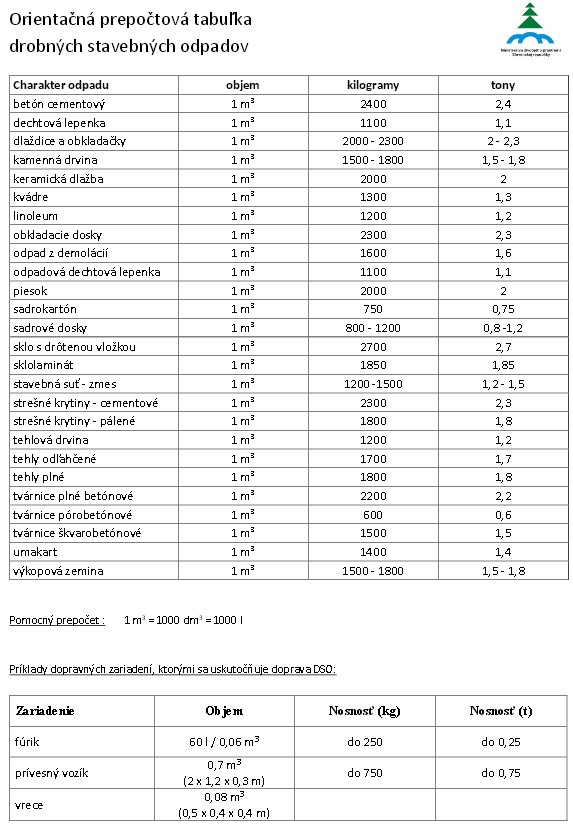 Orientačná prepočtová tabuľka
drobných stavebných odpadov
Ministerstvo životného prostredia
Slovenskej republiky
Charakter odpadu objem kilogramy tony
betón cementový 1 m³ 2400 2,4
dechtová lepenka 1 m³ 1100 1,1
dlaždice a obkladačky 1 m³ 2000 - 2300 2 - 2,3
kamenná drvina 1 m³ 1500 - 1800 1,5 - 1,8
keramická dlažba 1 m³ 2000 2
kvádre 1 m³ 1300 1,3
linoleum 1 m³ 1200 1,2
obkladacie dosky 1 m³ 2300 2,3
odpad z demolácií 1 m³ 1600 1,6
odpadová dechtová lepenka 1 m³ 1100 1,1
piesok 1 m³ 2000 2
sadrokartón 1 m³ 750 0,75
sadrové dosky 1 m³ 800 - 1200 0,8 -1,2
sklo s drôtenou vložkou 1 m³ 2700 2,7
sklolaminát 1 m³ 1850 1,85
stavebná suť - zmes 1 m³ 1200 -1500 1,2 - 1,5
strešné krytiny - cementové 1 m³ 2300 2,3
strešné krytiny - pálené 1 m³ 1800 1,8
tehlová drvina 1 m³ 1200 1,2
tehly odľahčené 1 m³ 1700 1,7
tehly plné 1 m³ 1800 1,8
tvárnice plné betónové 1 m³ 2200 2,2
tvárnice pórobetónové 1 m³ 600 0,6
tvárnice škvarobetónové 1 m³ 1500 1,5
umakart 1 m³ 1400 1,4
výkopová zemina 1 m³ 1500 - 1800 1,5 - 1,8
Pomocný prepočet : 1 m³ = 1000 dm³ = 1000 l
Príklady dopravných zariadení, ktorými sa uskutočňuje doprava DSO:
Zariadenie Objem Nosnosť (kg) Nosnosť (t)
fúrik 60 l / 0,06 m³ do 250 do 0,25
prívesný vozík 0,7 m³ do 750 do 0,75
(2 x 1,2 x 0,3 m)
vrece 0,08 m³
(0,5 x 0,4 x 0,4 m)